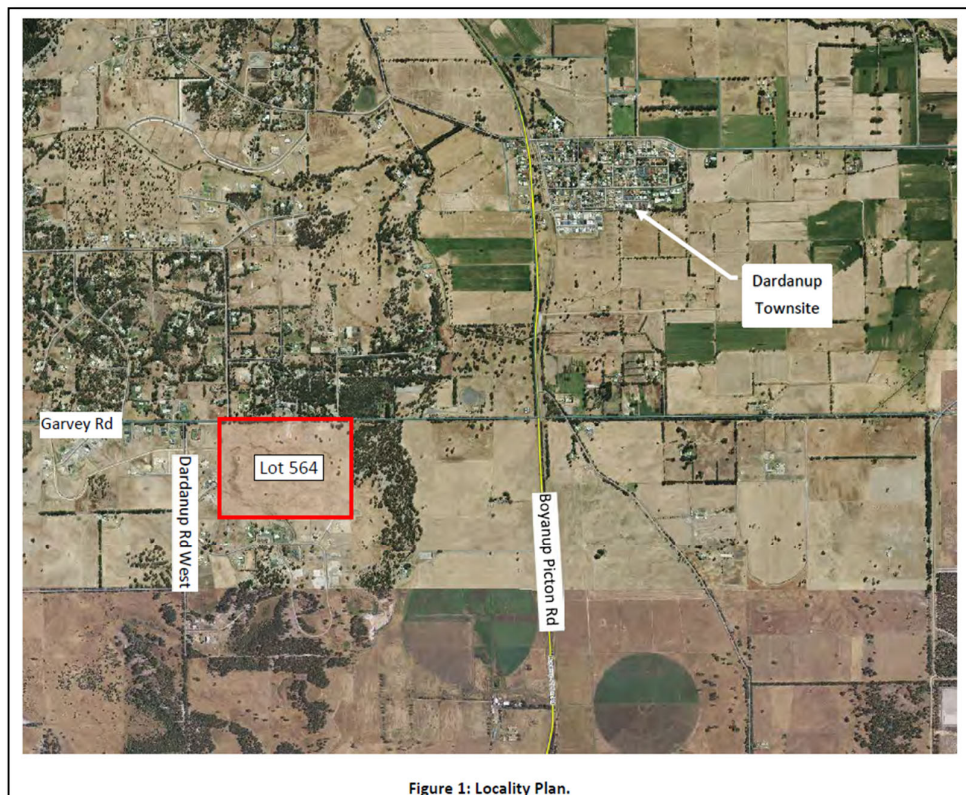 Dardanup
Townsite
Garvey Rd
Lot 564
Dardanup Rd West
Boyanup Picton Rd
Figure 1: Locality Plan.